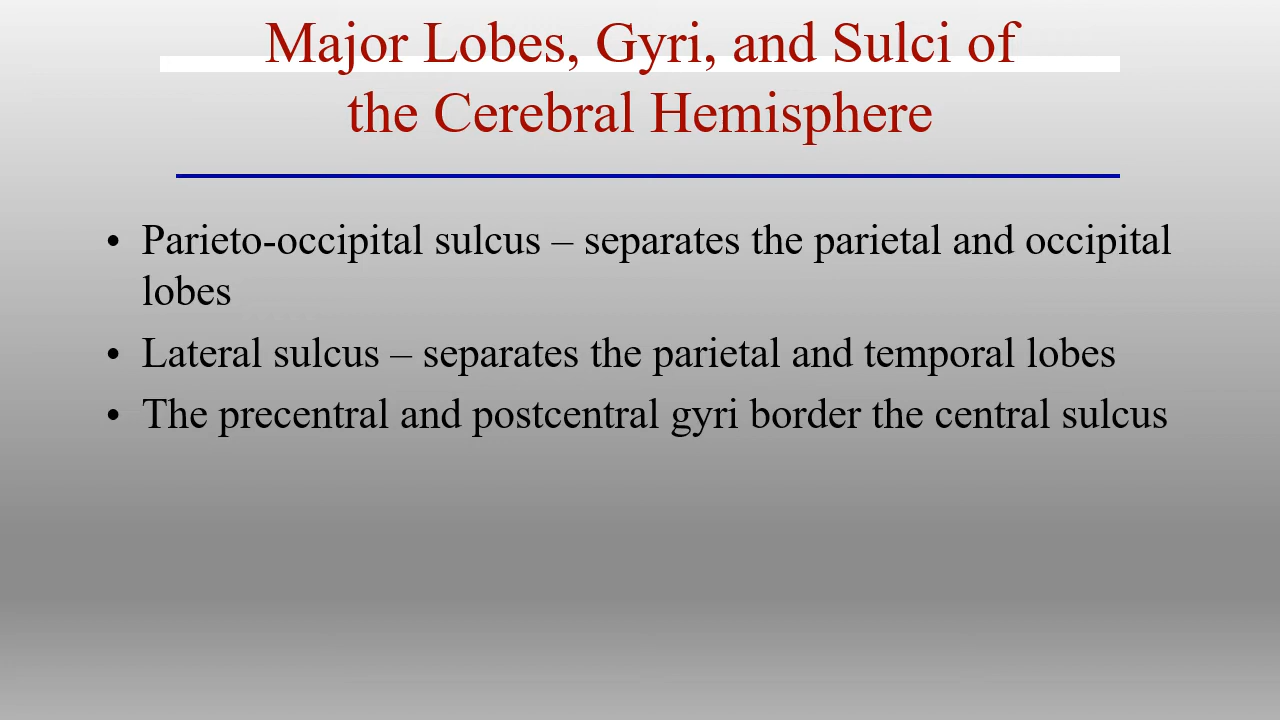 Major Lobes, Gyri, and Sulci of
the Cerebral Hemisphere
• Parieto-occipital sulcus – separates the parietal and occipital
lobes
• Lateral sulcus – separates the parietal and temporal lobes
• The precentral and postcentral gyri border the central sulcus